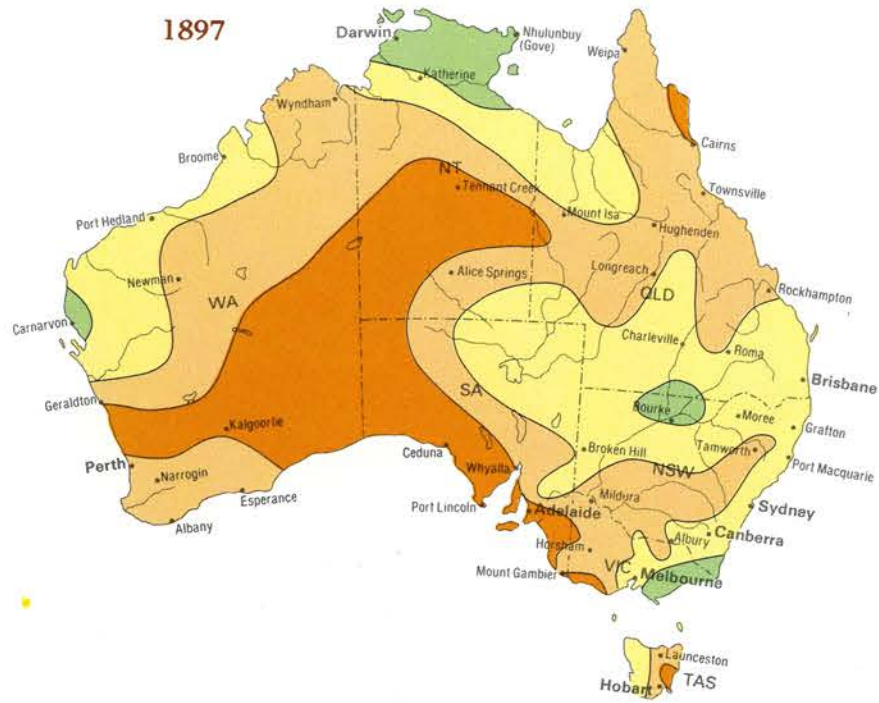 1897
Darwin
Nhulunbuy
(Gove)
Weipa
Katherine
Wyndham
Cairns
Broome
NT
Tennant Creek
Townsville
Port Hedland
Mount Isa
Hughenden
Newman
Alice Springs
Longreach
WA
QLD
Rockhampton
Carnarvon
Charleville
Roma
Brisbane
Geraldton
SA
Bourke
Moree
Kalgoorlie
Grafton
Ceduna
Broken Hill
Tamworth
Perth
Whyalla
NSW
Port Macquarie
Narrogin
Esperance
Mildura
Port Lincoln
Adelaide
Sydney
Albany
Canberra
Albury
Horsham
Mount Gambier
VIC
Melbourne
Launceston
TAS
Hobart